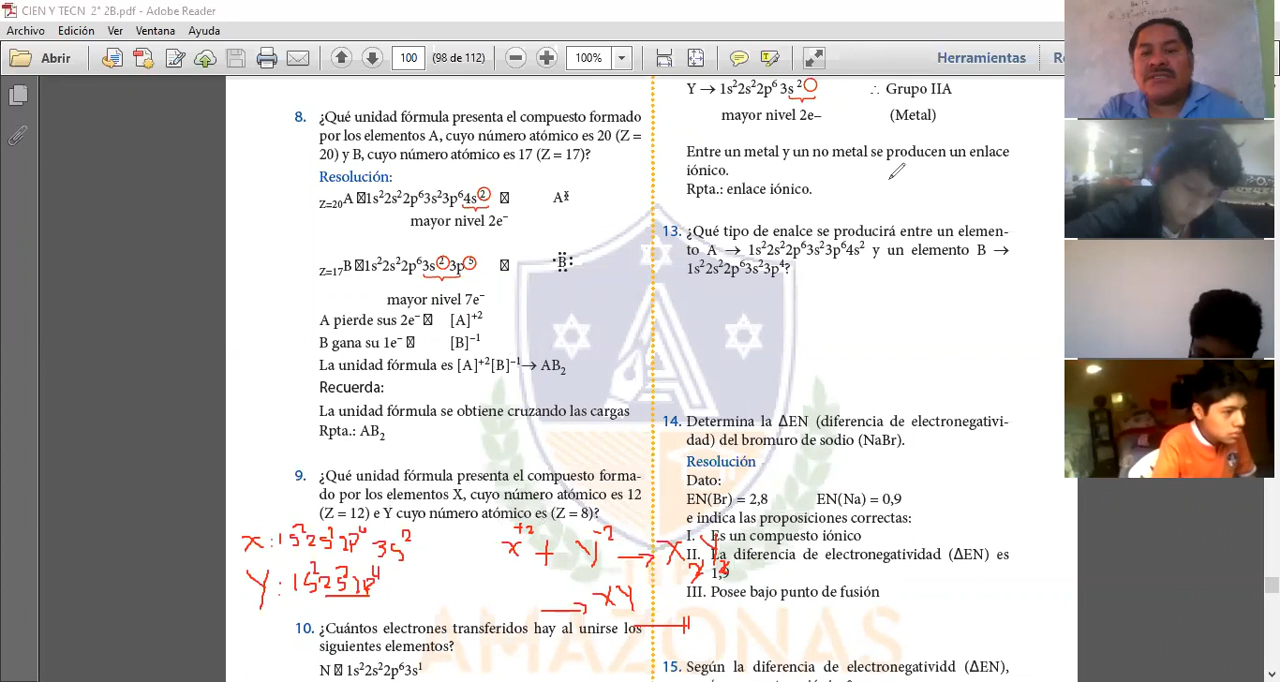 CIEN Y TECN 2° 2B.pdf - Adobe Reader
Archivo Edición Ver Ventana Ayuda
Abrir 100 (98 de 112) 100% Herramientas
8. ¿Qué unidad fórmula presenta el compuesto formado
por los elementos A, cuyo número atómico es 20 (Z =
20) y B, cuyo número atómico es 17 (Z = 17)?
Resolución:
Z=20A 1s²2s²2p⁶3s²3p⁶4s² A
mayor nivel 2e⁻
Z=17B 1s²2s²2p⁶3s²3p⁵ B
mayor nivel 7e⁻
A pierde sus 2e⁻ [A]⁺²
B gana su 1e⁻ [B]⁻¹
La unidad fórmula es [A]⁺²[B]⁻¹→ AB₂
Recuerda:
La unidad fórmula se obtiene cruzando las cargas
Rpta.: AB₂
9. ¿Qué unidad fórmula presenta el compuesto forma-
do por los elementos X, cuyo número atómico es 12
(Z = 12) e Y cuyo número atómico es (Z = 8)?
X: 1s²2s²2p⁶3s² X⁺² + Y⁻² → X₂Y₂
Y: 1s²2s²2p⁴ → XY
10. ¿Cuántos electrones transferidos hay al unirse los
siguientes elementos?
N 1s²2s²2p⁶3s¹
Y → 1s²2s²2p⁶3s² ∴ Grupo IIA
mayor nivel 2e– (Metal)
Entre un metal y un no metal se producen un enlace
iónico.
Rpta.: enlace iónico.
13. ¿Qué tipo de enalce se producirá entre un elemen-
to A → 1s²2s²2p⁶3s²3p⁶4s² y un elemento B →
1s²2s²2p⁶3s²3p⁴?
14. Determina la ΔEN (diferencia de electronegativi-
dad) del bromuro de sodio (NaBr).
Resolución
Dato:
EN(Br) = 2,8 EN(Na) = 0,9
e indica las proposiciones correctas:
I. Es un compuesto iónico
II. La diferencia de electronegatividad (ΔEN) es
1,9
III. Posee bajo punto de fusión
15. Según la diferencia de electronegatividd (ΔEN),
AMAZONAS